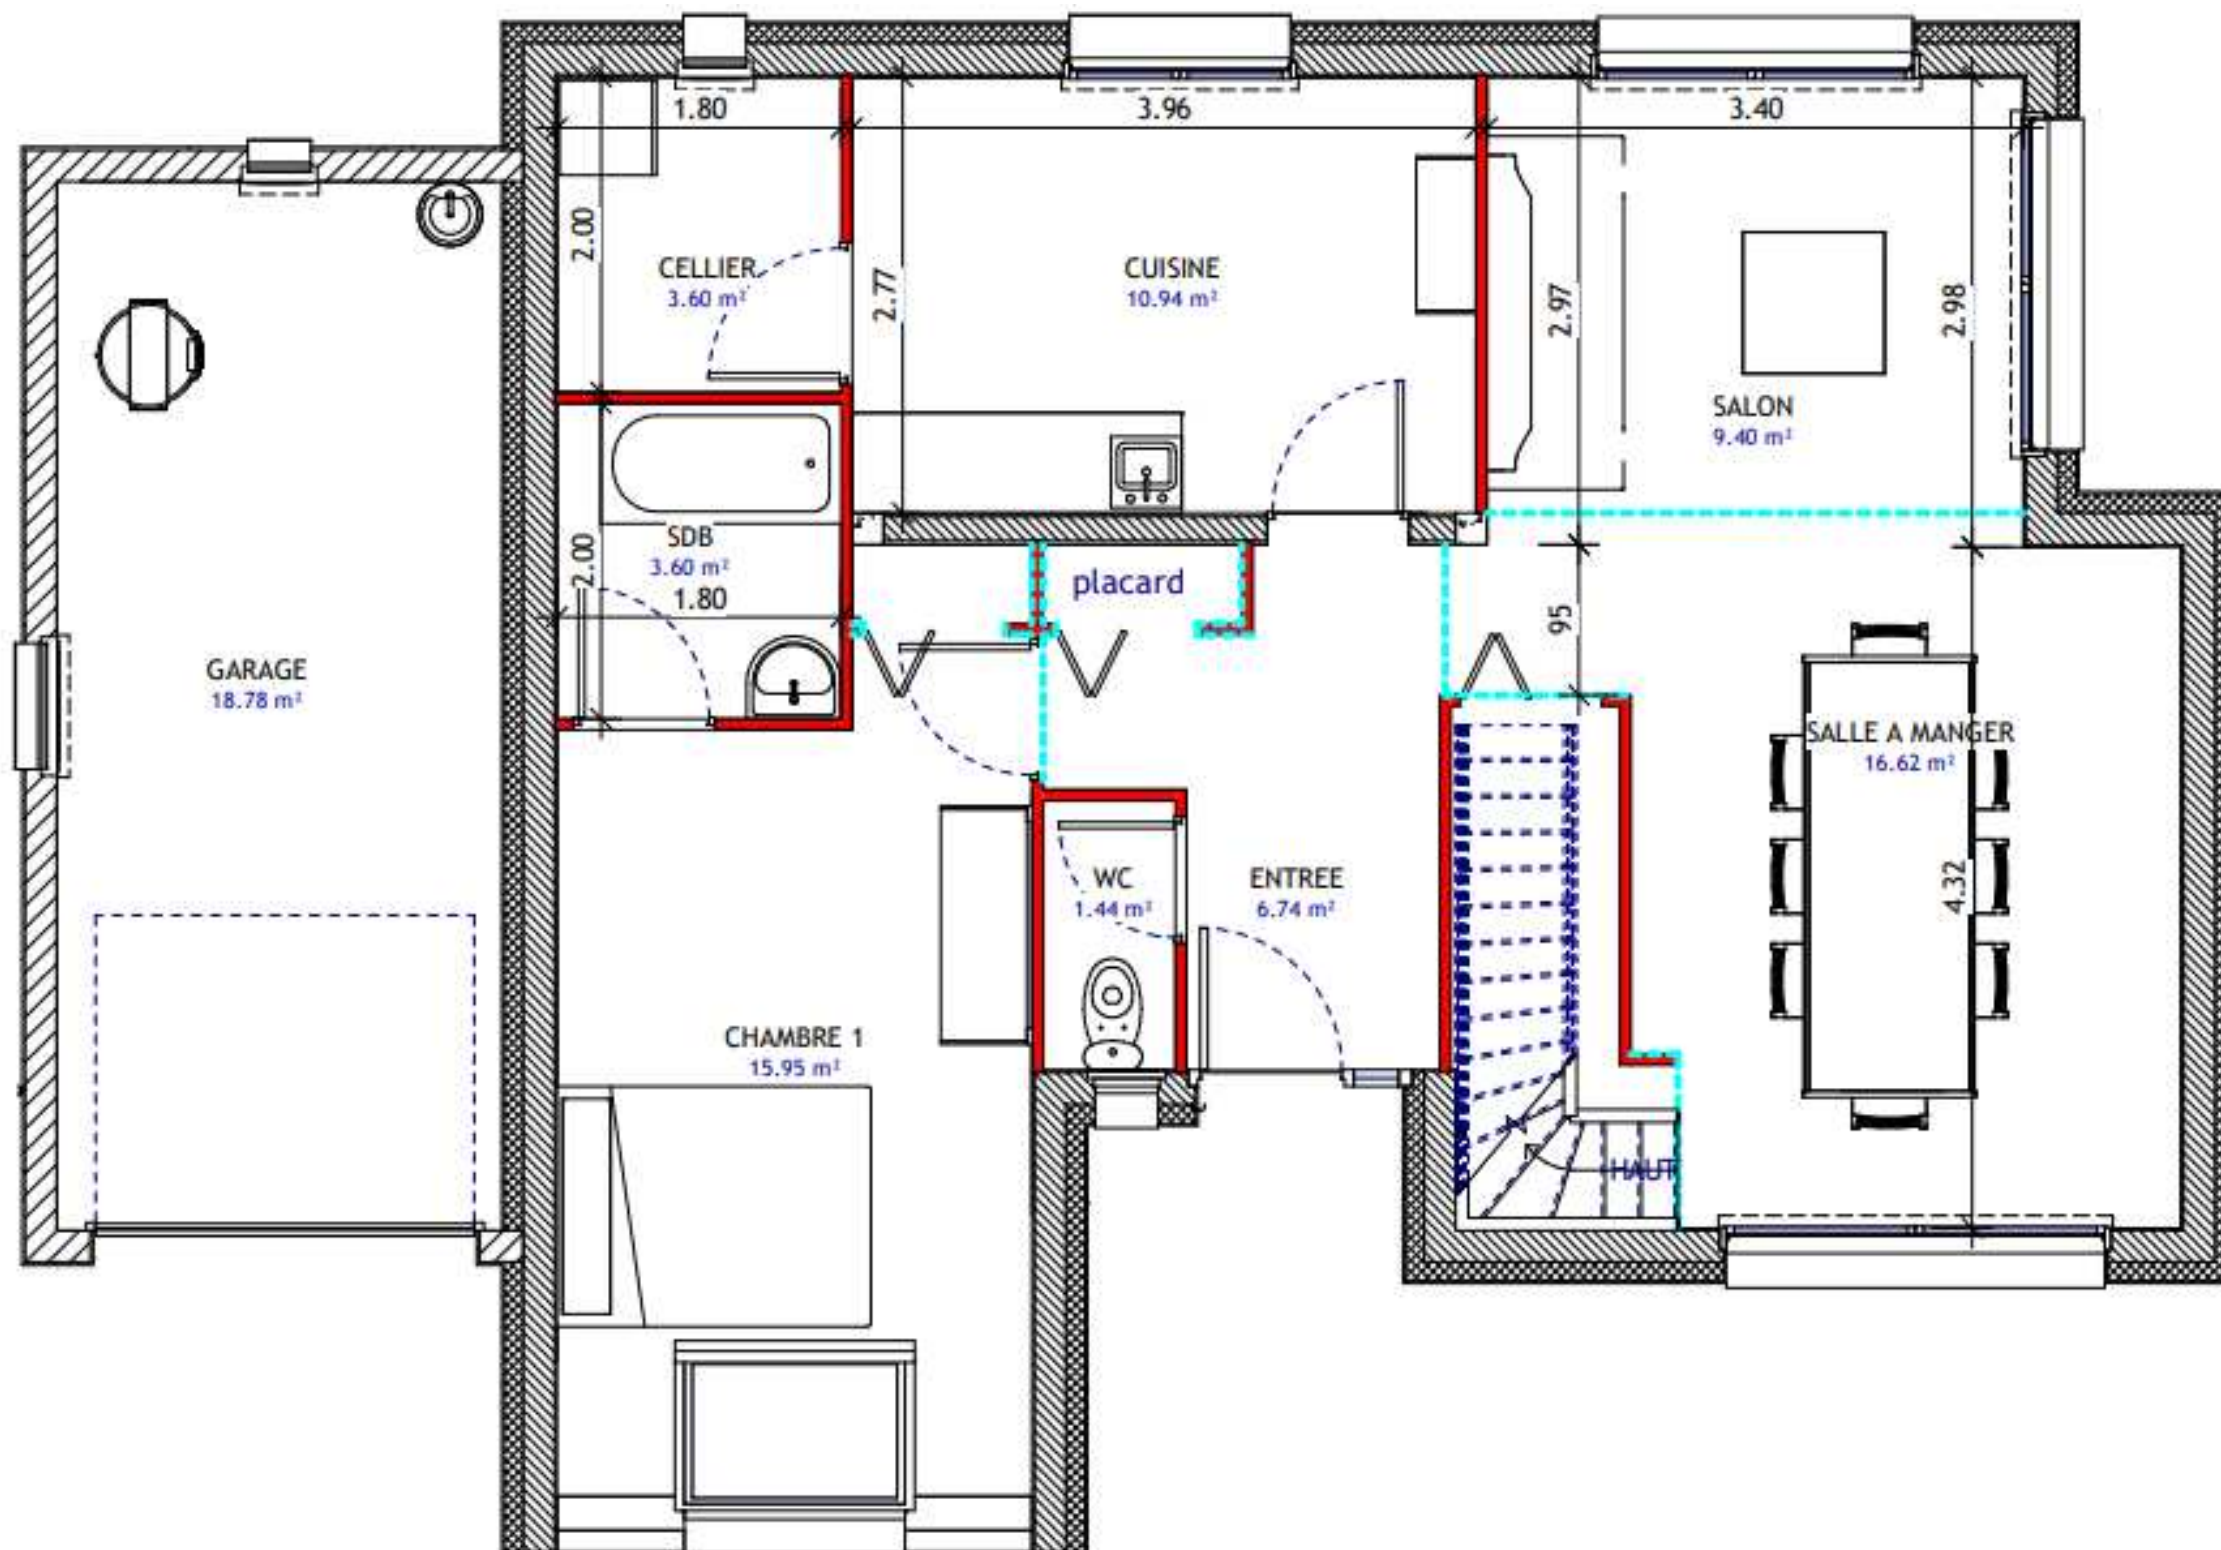 1.80
3.96
3.40
2.00
CELLIER
3.60 m²
2.77
CUISINE
10.94 m²
2.97
2.98
SALON
9.40 m²
SDB
3.60 m²
2.00
1.80
placard
95
GARAGE
18.78 m²
SALLE A MANGER
16.62 m²
WC
1.44 m²
ENTREE
6.74 m²
4.32
CHAMBRE 1
15.95 m²
HAUT